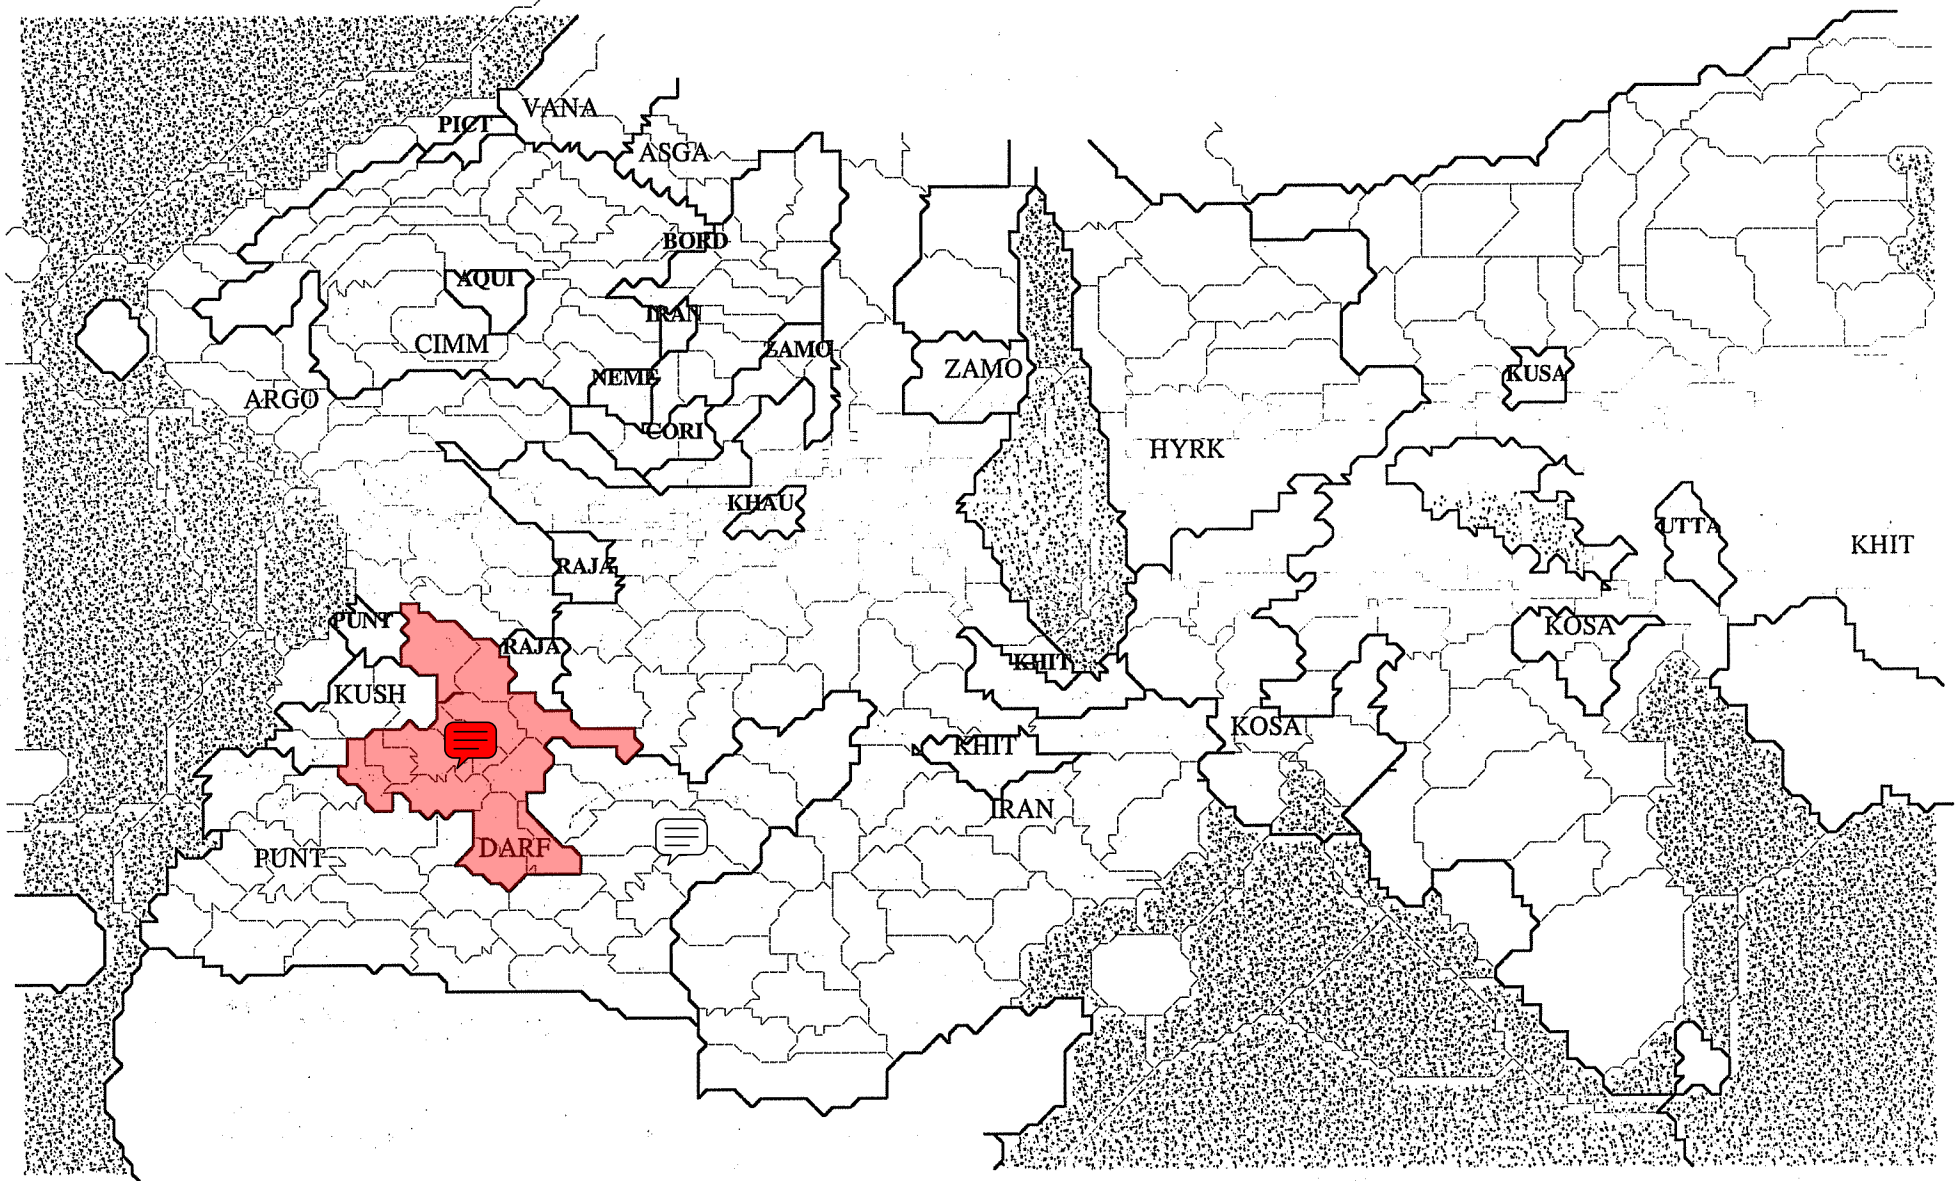 VANA
PICT
ASGA
BORD
AQUI
IRAN
CIMM
ZAMO
ZAMO
NEME
KUSA
ARGO
CORI
HYRK
KHAU
UTTA
KHIT
RAJA
PUNT
KOSA
RAJA
KHIT
KUSH
KOSA
KHIT
IRAN
DARF
PUNT